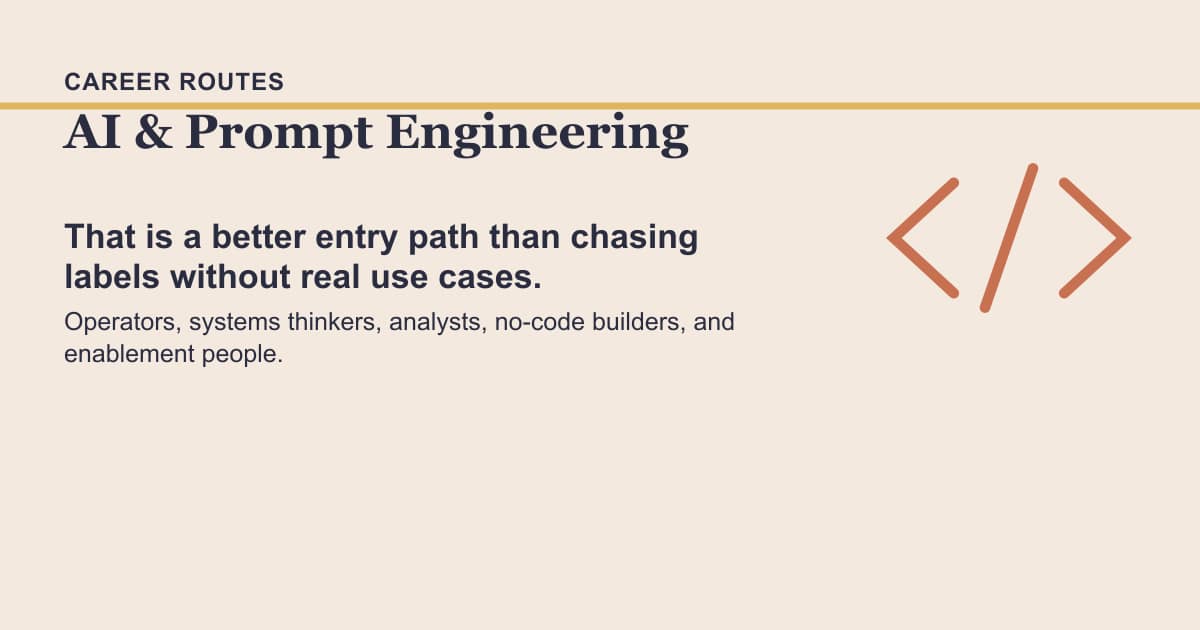 CAREER ROUTES
AI & Prompt Engineering
That is a better entry path than chasing
labels without real use cases.
Operators, systems thinkers, analysts, no-code builders, and
enablement people.